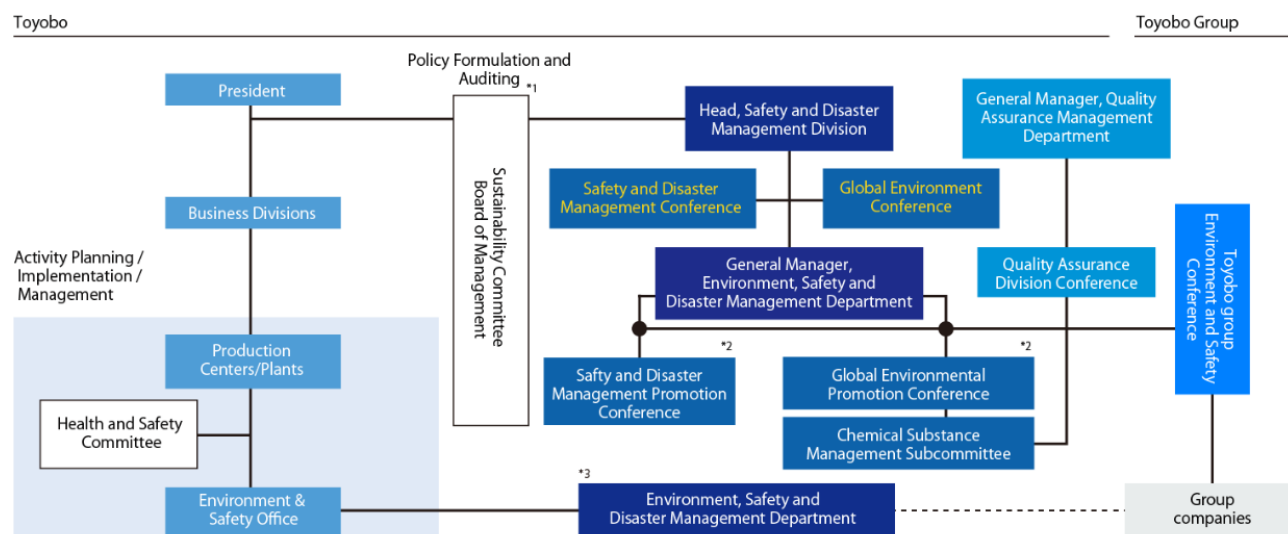 Toyobo
Toyobo Group
Policy Formulation and
Auditing
*1
President
Head, Safety and Disaster
Management Division
General Manager, Quality
Assurance Management
Department
Sustainability Committee
Board of Management
Safety and Disaster
Management Conference
Global Environment
Conference
Business Divisions
Activity Planning /
Implementation /
Management
General Manager,
Environment, Safety and
Disaster Management Department
Quality Assurance
Division Conference
Toyobo group
Environment and Safety
Conference
Production
Centers/Plants
*2
*2
Safty and Disaster
Management Promotion
Conference
Global Environmental
Promotion Conference
Health and Safety
Committee
Chemical Substance
Management Subcommittee
*3
Environment &
Safety Office
Environment, Safety and
Disaster Management Department
Group
companies